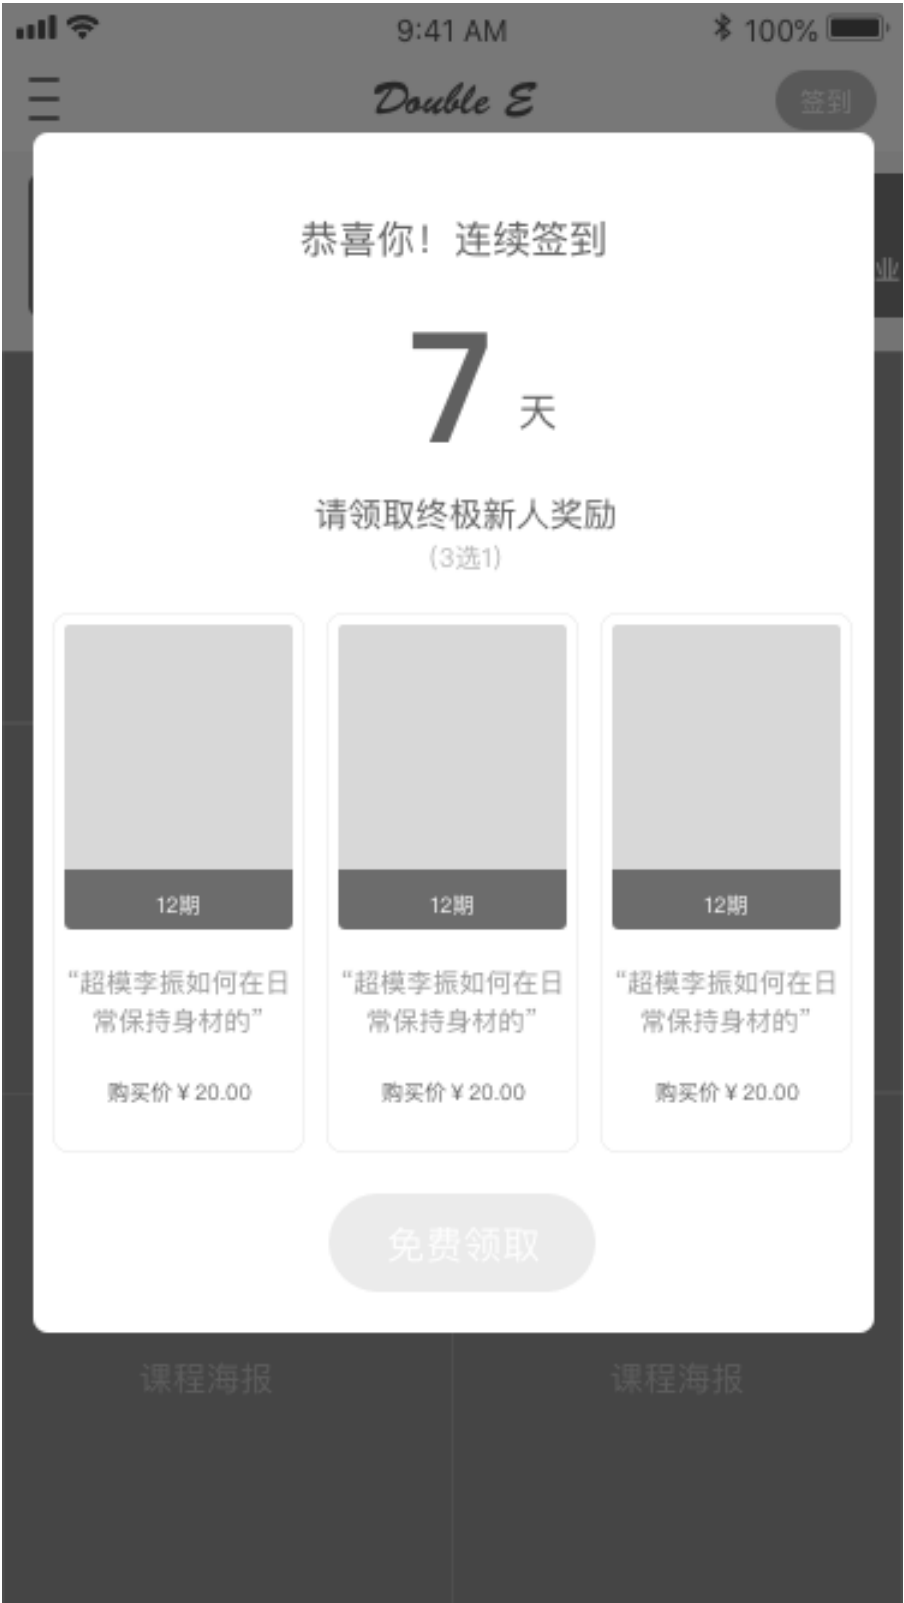 9:41 AM
100%
Double E
签到
业
恭喜你！连续签到
7 天
请领取终极新人奖励
(3选1)
12期
12期
12期
“超模李振如何在日
常保持身材的”
“超模李振如何在日
常保持身材的”
“超模李振如何在日
常保持身材的”
购买价￥20.00
购买价￥20.00
购买价￥20.00
免费领取
课程海报
课程海报